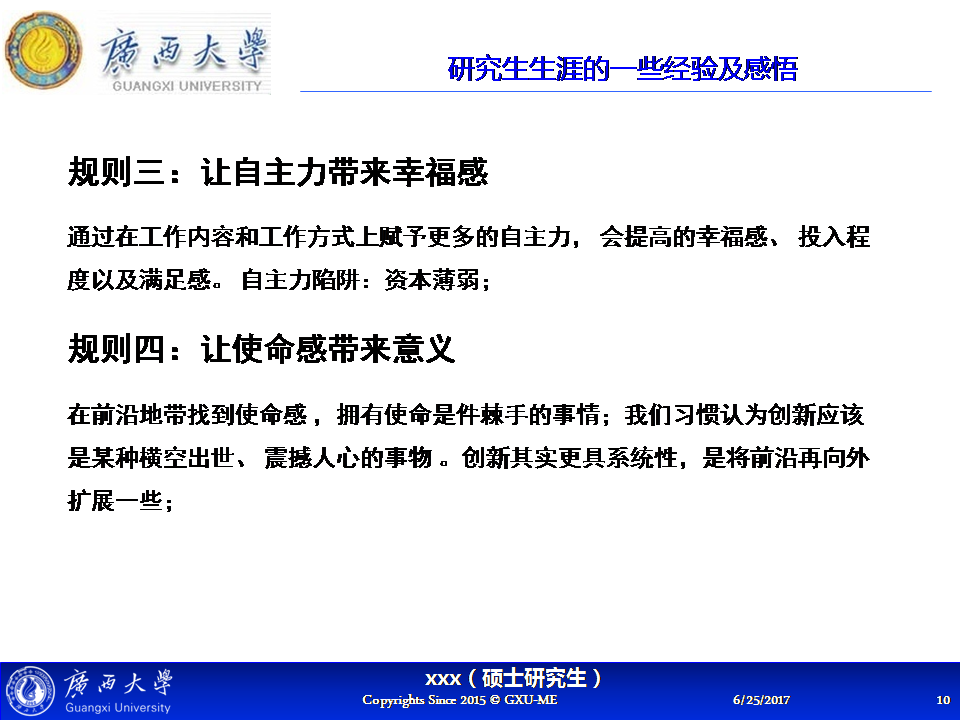 廣西大學
GUANGXI UNIVERSITY
研究生生涯的一些经验及感悟
规则三：让自主力带来幸福感
通过在工作内容和工作方式上赋予更多的自主力， 会提高的幸福感、 投入程
度以及满足感。 自主力陷阱：资本薄弱；
规则四：让使命感带来意义
在前沿地带找到使命感 ，拥有使命是件棘手的事情；我们习惯认为创新应该
是某种横空出世、 震撼人心的事物 。创新其实更具系统性，是将前沿再向外
扩展一些；
廣西大學
Guangxi University
xxx（硕士研究生）
Copyrights Since 2015 © GXU-ME
6/25/2017
10